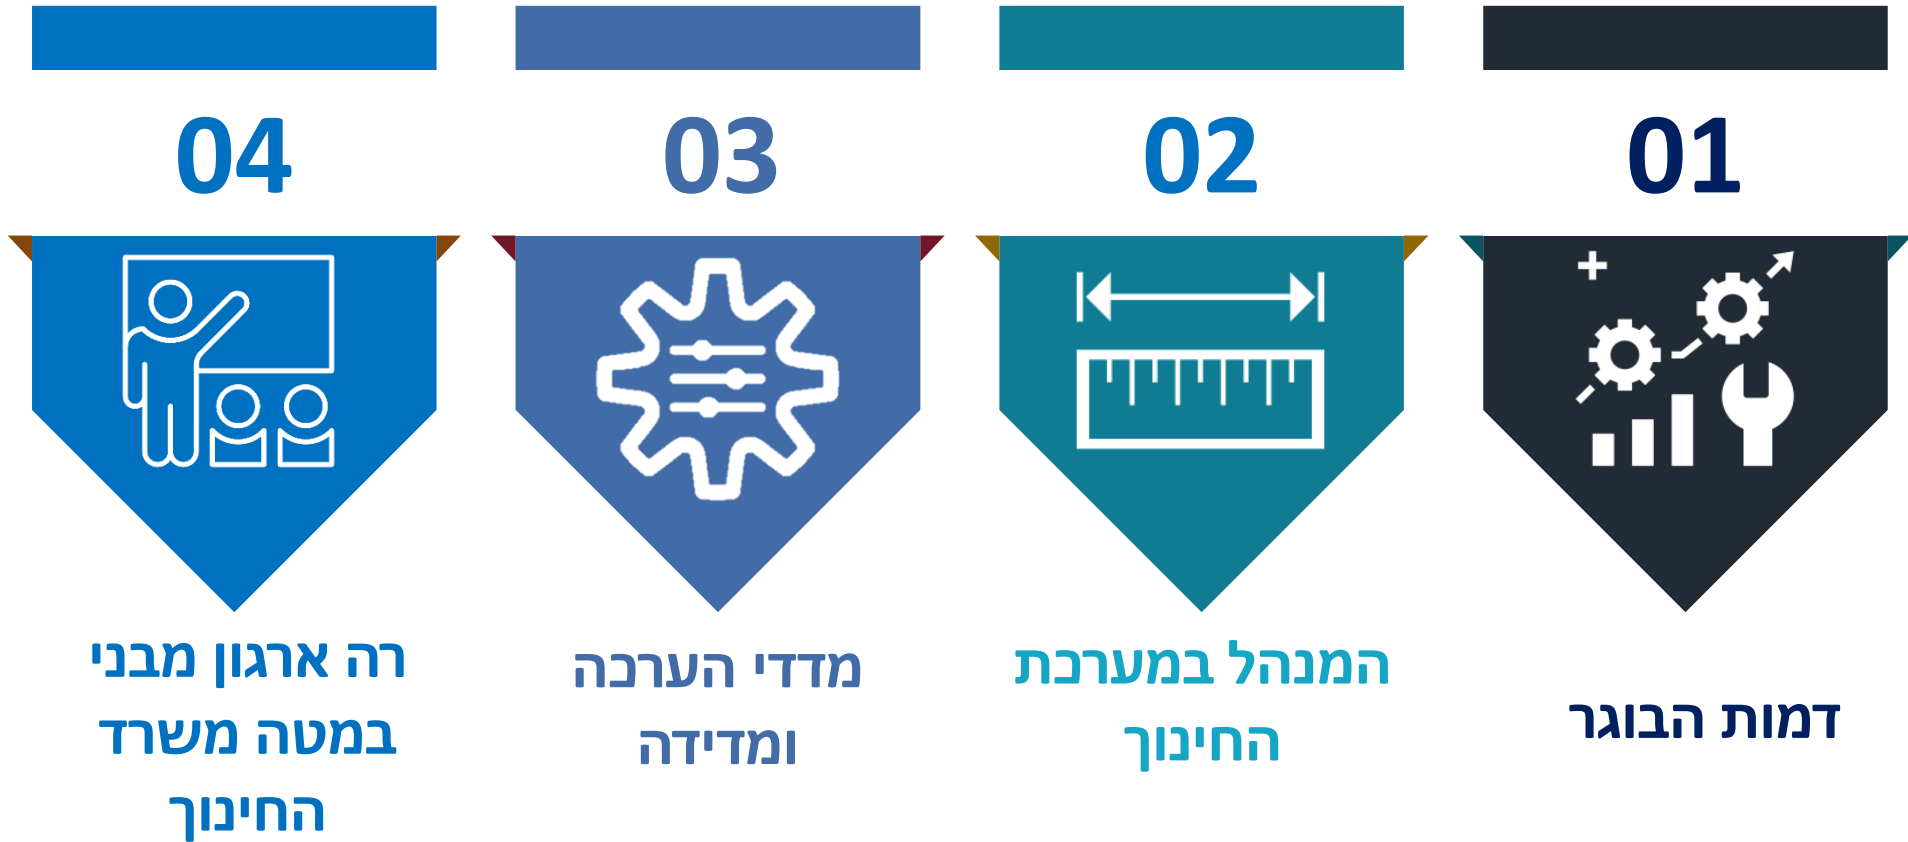 01
דמות הבוגר
02
המנהל במערכת
החינוך
03
מדדי הערכה
ומדידה
04
רה ארגון מבני
במטה משרד
החינוך